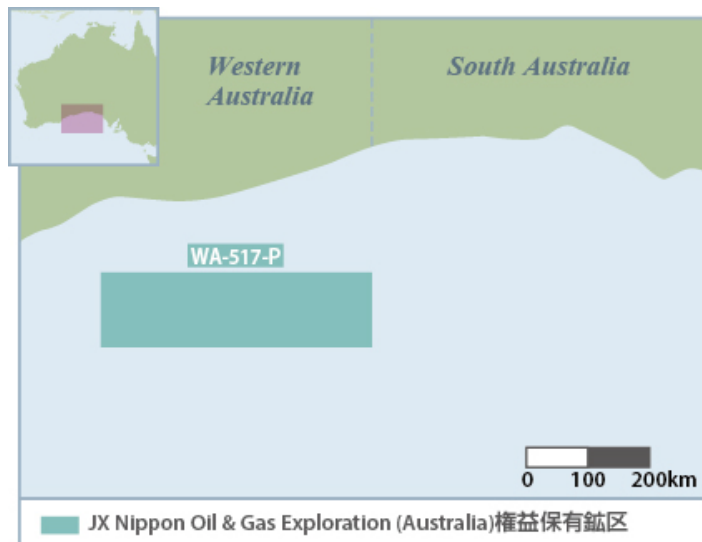 Western
Australia
South Australia
WA-517-P
0 100 200km
JX Nippon Oil & Gas Exploration (Australia)権益保有鉱区